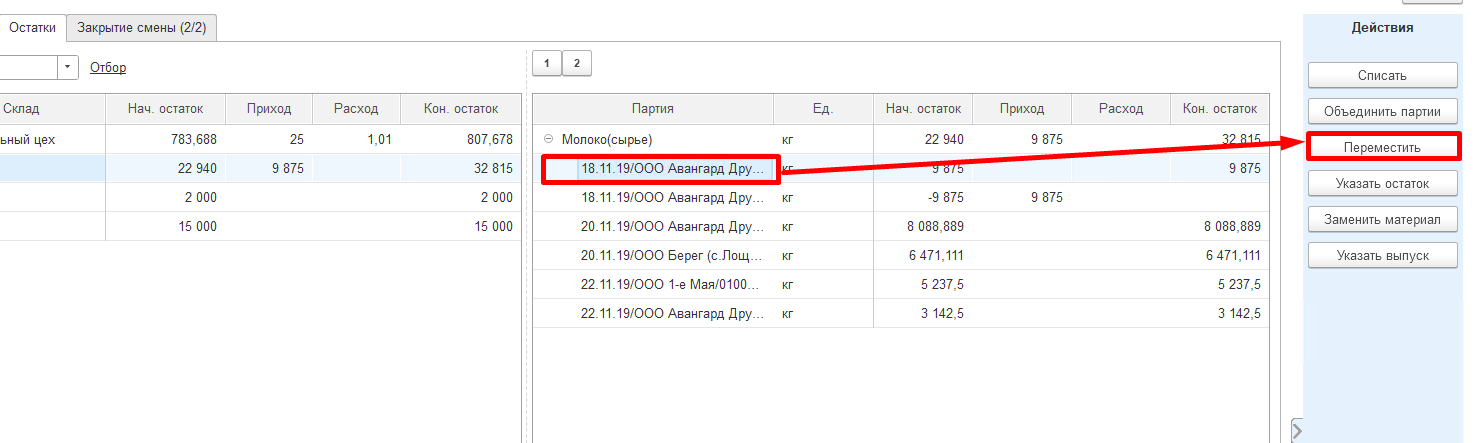 Остатки Закрытие смены (2/2)
Отбор
1 2
Склад Нач. остаток Приход Расход Кон. остаток
ьный цех 783,688 25 1,01 807,678
22 940 9 875 32 815
2 000 2 000
15 000 15 000
Партия Ед. Нач. остаток Приход Расход Кон. остаток
Молоко(сырье) кг 22 940 9 875 32 815
18.11.19/ООО Авангард Дру... кг 9 875 9 875
18.11.19/ООО Авангард Дру... кг -9 875 9 875
20.11.19/ООО Авангард Дру... кг 8 088,889 8 088,889
20.11.19/ООО Берег (с.Лощ... кг 6 471,111 6 471,111
22.11.19/ООО 1-е Мая/0100... кг 5 237,5 5 237,5
22.11.19/ООО Авангард Дру... кг 3 142,5 3 142,5
Действия
Списать
Объединить партии
Переместить
Указать остаток
Заменить материал
Указать выпуск